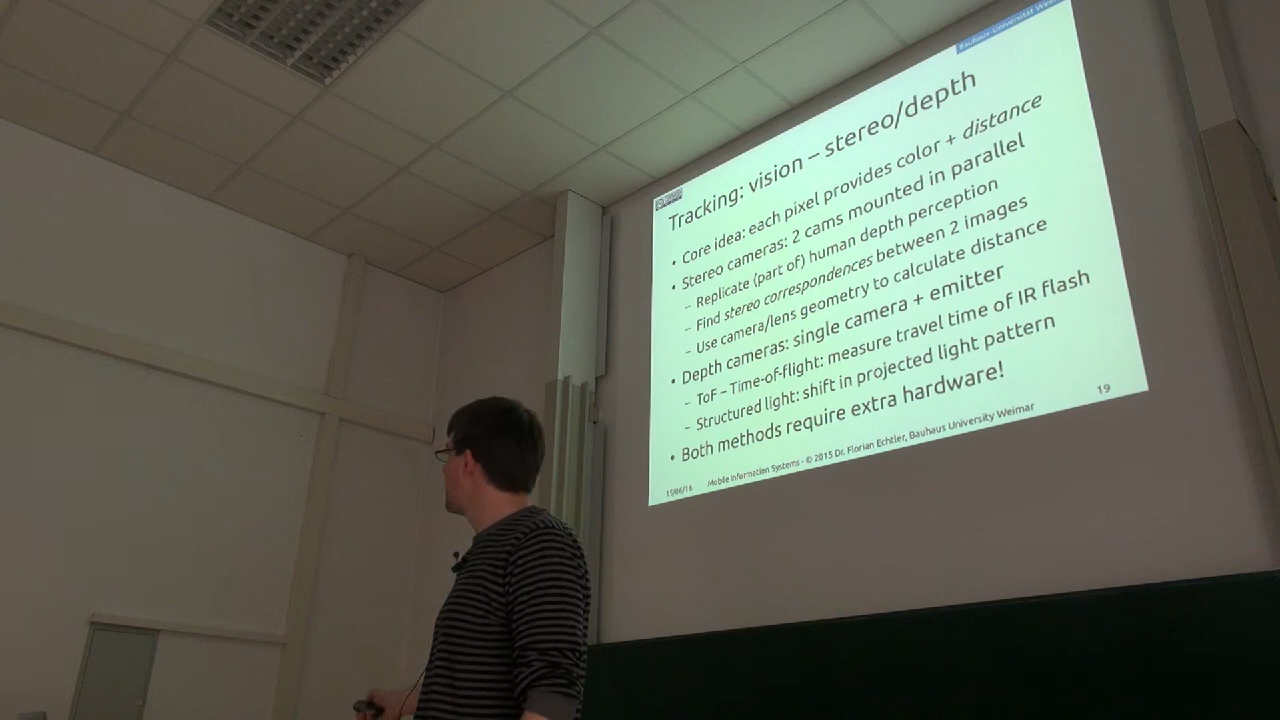 Bauhaus-Universität
Tracking: vision – stereo/depth
• Core idea: each pixel provides color + distance
• Stereo cameras: 2 cams mounted in parallel
– Replicate (part of) human depth perception
– Find stereo correspondences between 2 images
– Use camera/lens geometry to calculate distance
• Depth cameras: single camera + emitter
– ToF – Time-of-flight: measure travel time of IR flash
– Structured light: shift in projected light pattern
• Both methods require extra hardware!
15/06/16 Mobile Information Systems - © 2015 Dr. Florian Echtler, Bauhaus University Weimar 19